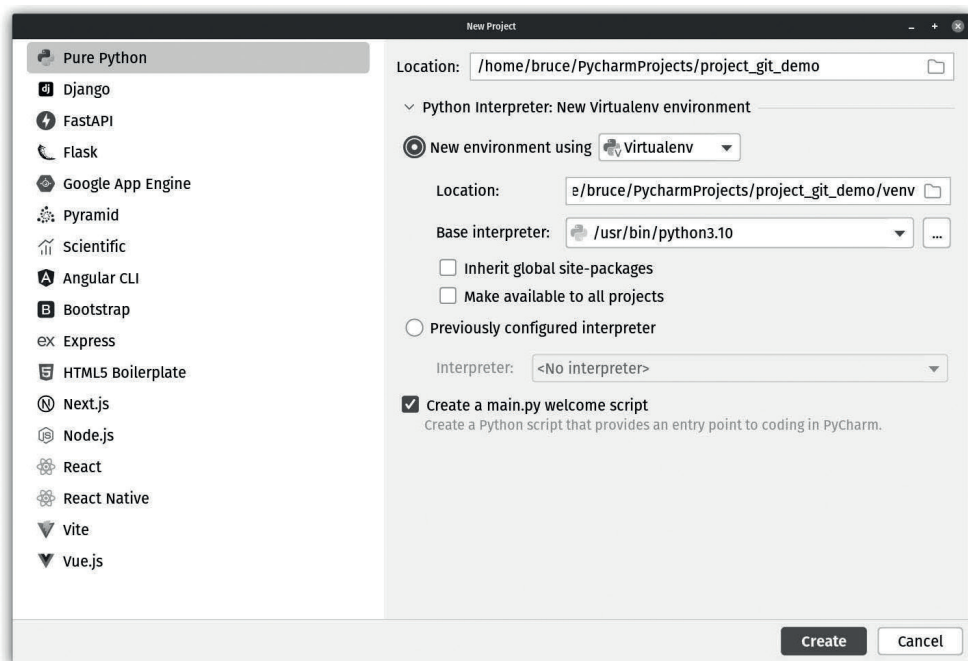 New Project
Pure Python
Django
FastAPI
Flask
Google App Engine
Pyramid
Scientific
Angular CLI
Bootstrap
Express
HTML5 Boilerplate
Next.js
Node.js
React
React Native
Vite
Vue.js
Location: /home/bruce/PycharmProjects/project_git_demo
Python Interpreter: New Virtualenv environment
New environment using Virtualenv
Location: e/bruce/PycharmProjects/project_git_demo/venv
Base interpreter: /usr/bin/python3.10 ...
Inherit global site-packages
Make available to all projects
Previously configured interpreter
Interpreter: <No interpreter>
Create a main.py welcome script
Create a Python script that provides an entry point to coding in PyCharm.
Create Cancel